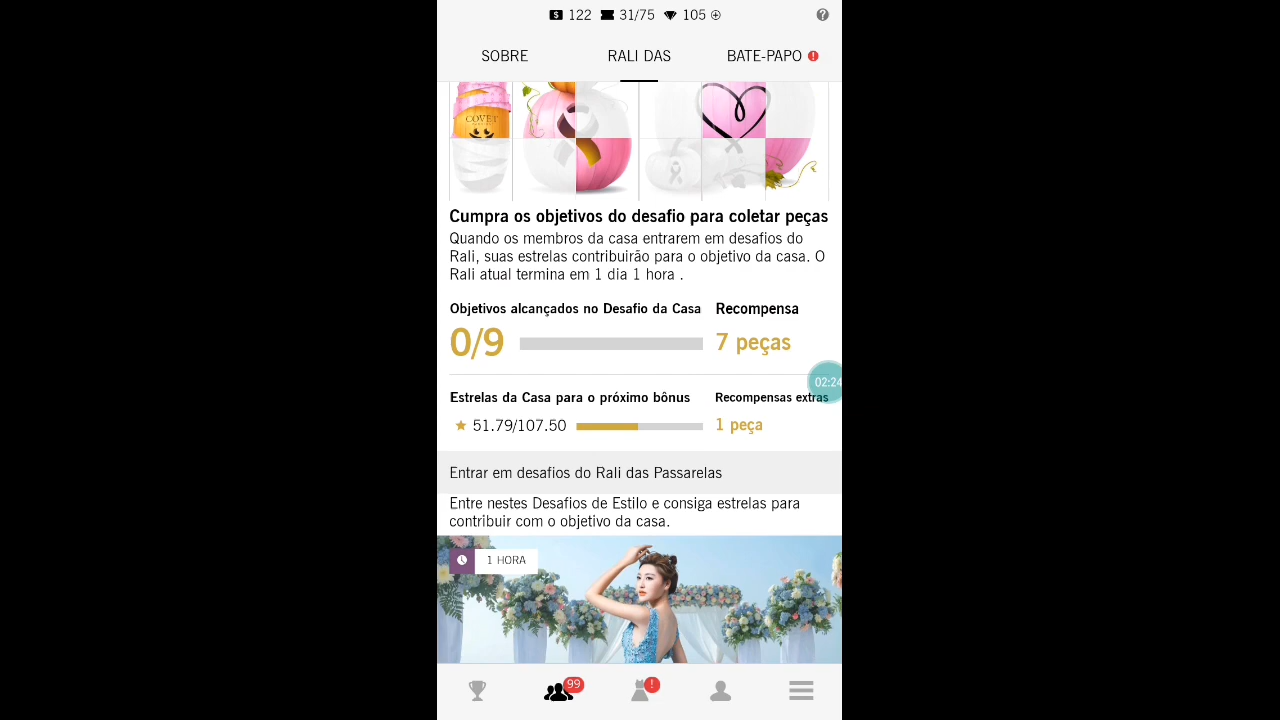 122 31/75 105
SOBRE RALI DAS BATE-PAPO !
COVET
Cumpra os objetivos do desafio para coletar peças
Quando os membros da casa entrarem em desafios do
Rali, suas estrelas contribuirão para o objetivo da casa. O
Rali atual termina em 1 dia 1 hora .
Objetivos alcançados no Desafio da Casa Recompensa
0/9 7 peças
02:24
Estrelas da Casa para o próximo bônus Recompensas extras
51.79/107.50 1 peça
Entrar em desafios do Rali das Passarelas
Entre nestes Desafios de Estilo e consiga estrelas para
contribuir com o objetivo da casa.
1 HORA
99 !